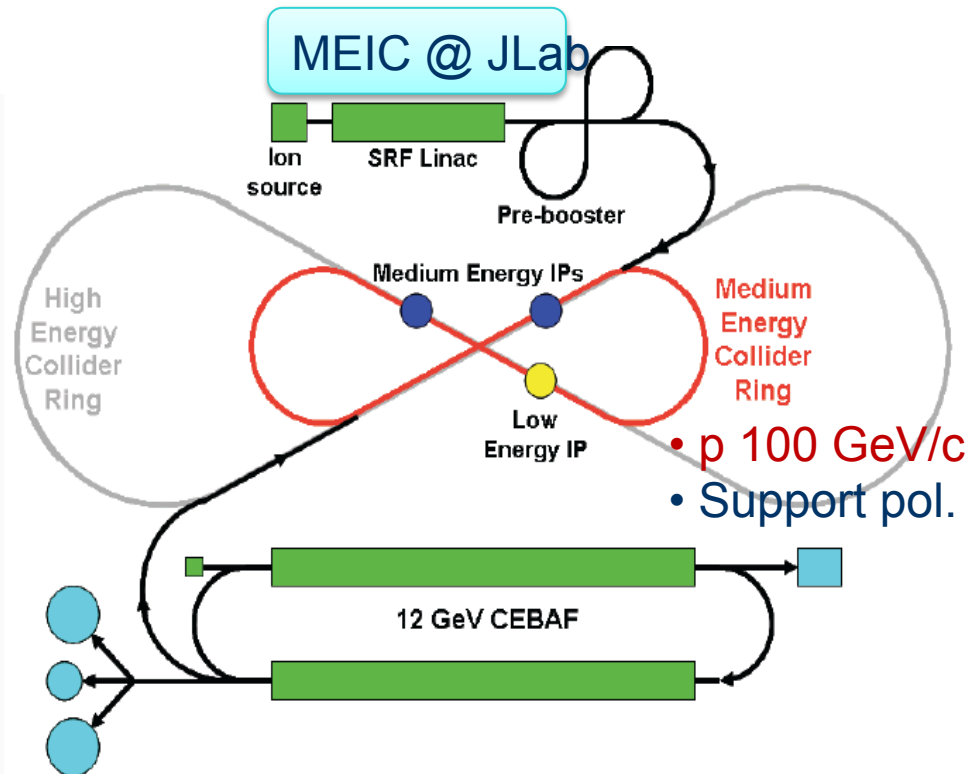 MEIC @ JLab
Ion
source
SRF Linac
Pre-booster
Medium Energy IPs
High
Energy
Collider
Ring
Medium
Energy
Collider
Ring
Low
Energy IP
• p 100 GeV/c
• Support pol.
12 GeV CEBAF